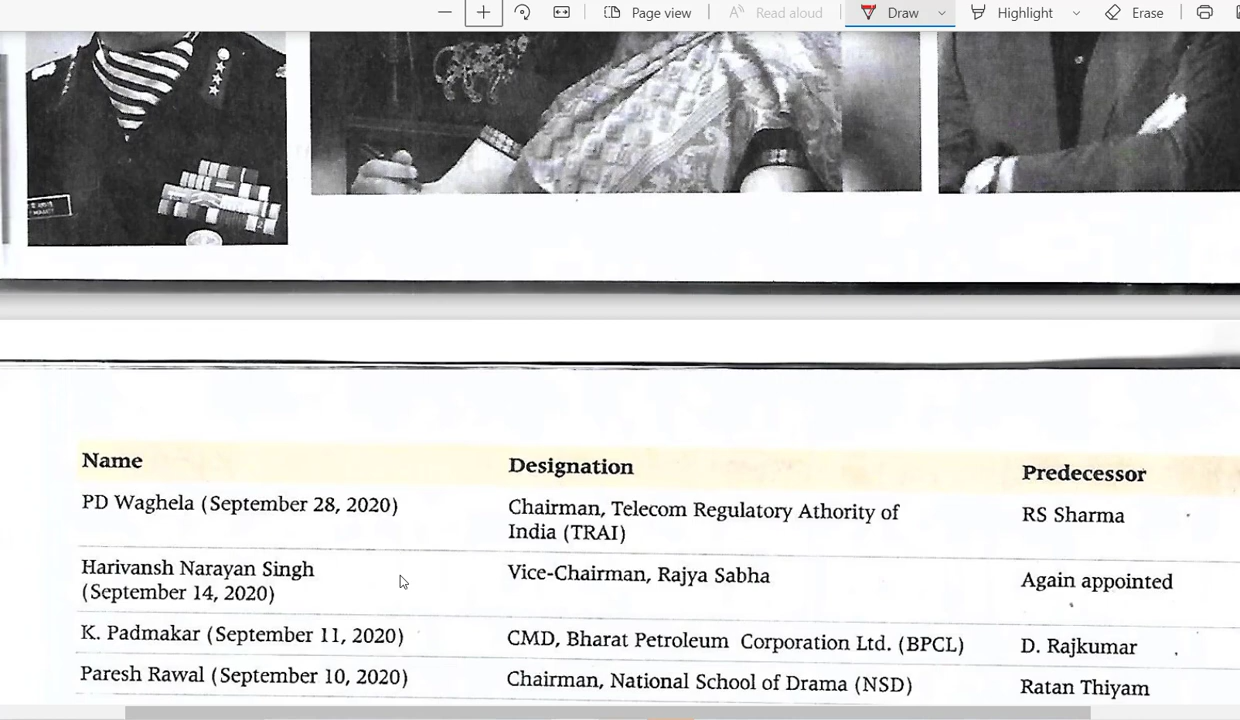 Page view
Read aloud
Draw
Highlight
Erase
Name Designation Predecessor
PD Waghela (September 28, 2020) Chairman, Telecom Regulatory Athority of RS Sharma
India (TRAI)
Harivansh Narayan Singh Vice-Chairman, Rajya Sabha Again appointed
(September 14, 2020)
K. Padmakar (September 11, 2020) CMD, Bharat Petroleum Corporation Ltd. (BPCL) D. Rajkumar
Paresh Rawal (September 10, 2020) Chairman, National School of Drama (NSD) Ratan Thiyam